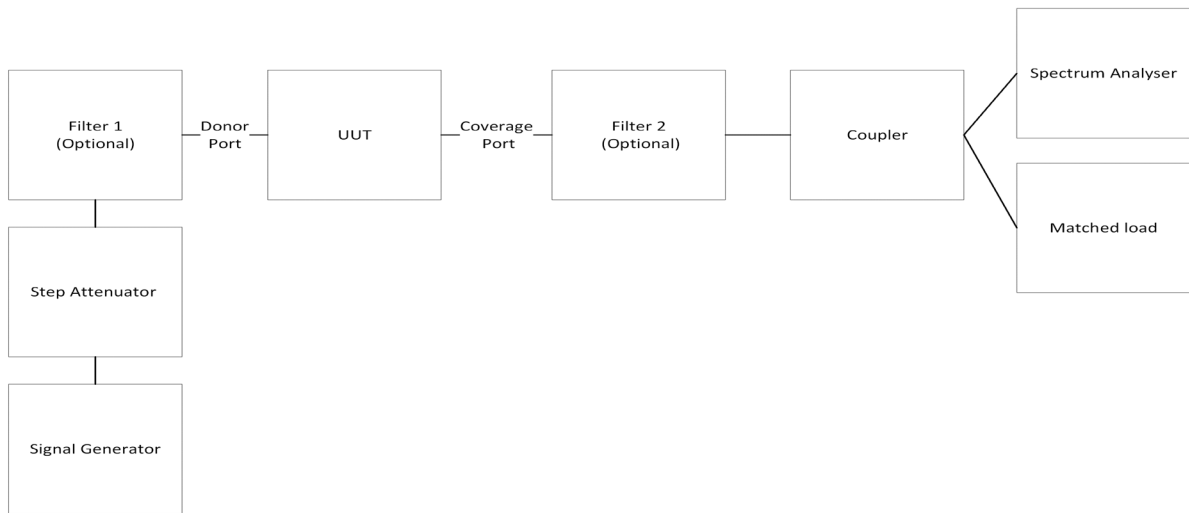 Filter 1
(Optional)
Donor
Port
UUT
Coverage
Port
Filter 2
(Optional)
Coupler
Spectrum Analyser
Matched load
Step Attenuator
Signal Generator